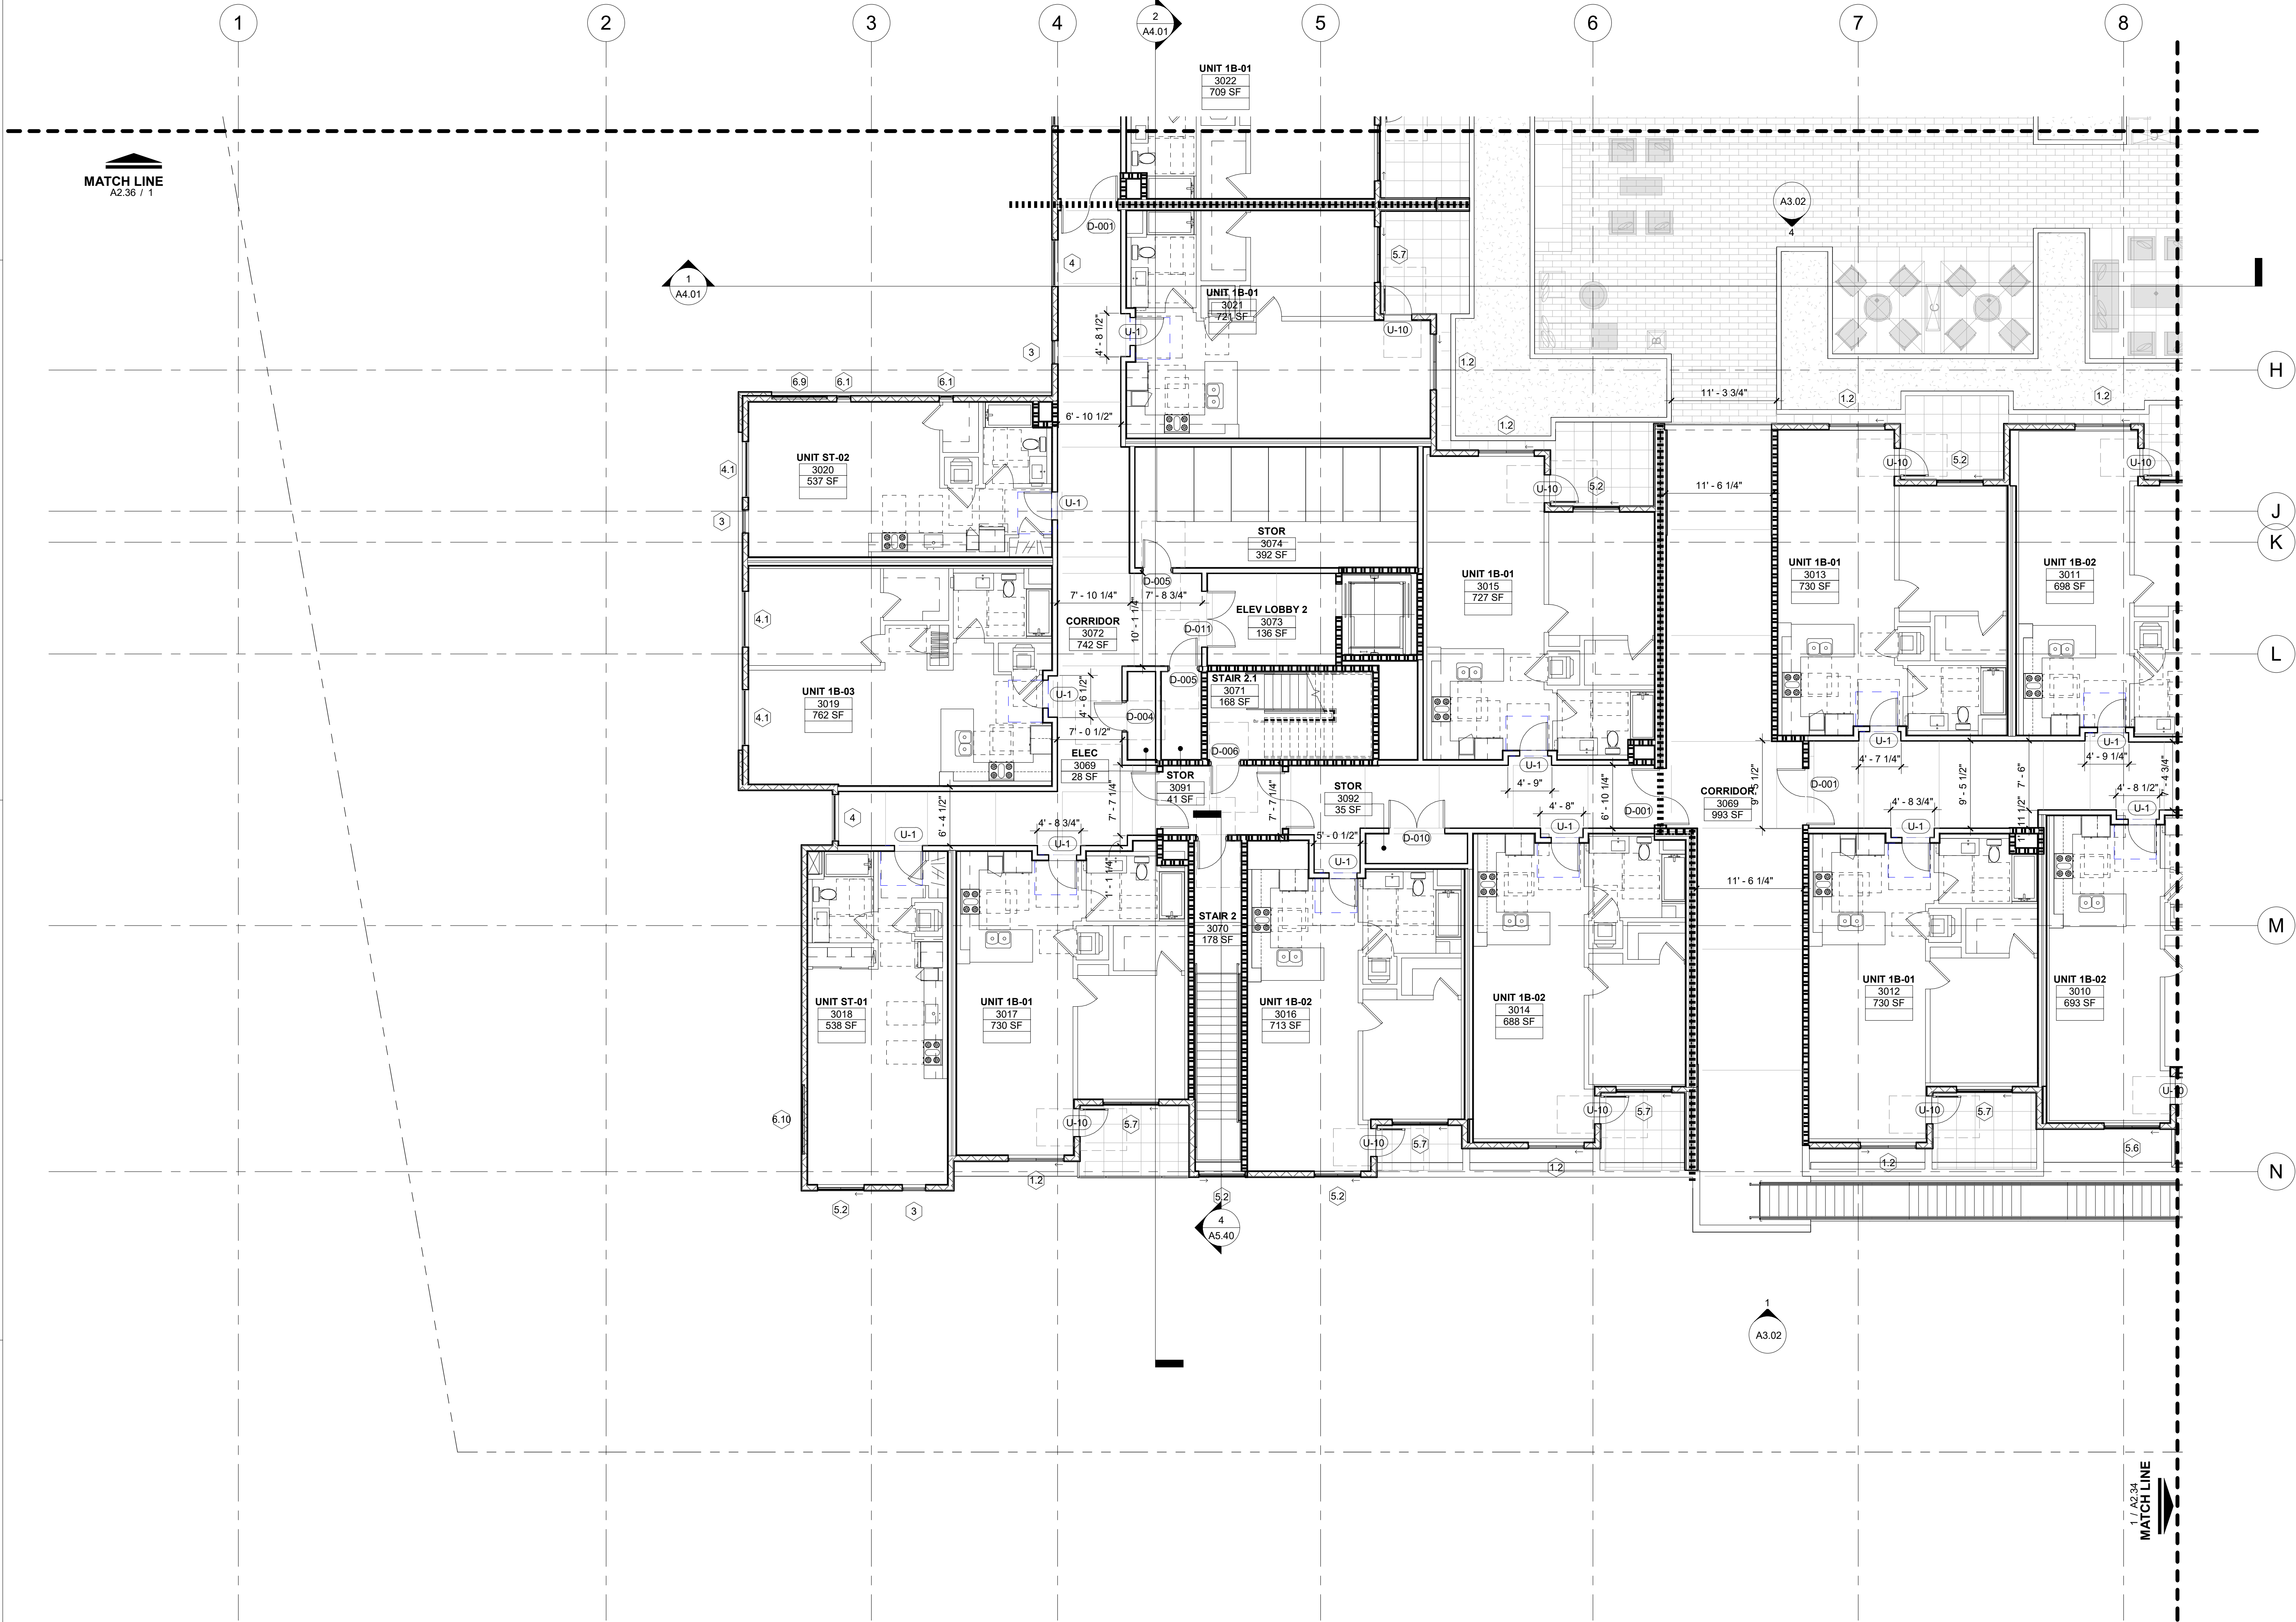 1
2
3
4
5
6
7
8
2
A4.01
UNIT 1B-01
3022
709 SF
MATCH LINE
A2.36 / 1
A3.02
4
D-001
4
5.7
1
A4.01
UNIT 1B-01
3021
721 SF
4' - 8 1/2"
U-1
U-10
3
1.2
B
C
H
6.9
6.1
6.1
6' - 10 1/2"
11' - 3 3/4"
1.2
1.2
1.2
UNIT ST-02
3020
537 SF
4.1
U-1
3
U-10
5.2
11' - 6 1/4"
U-10
5.2
U-10
J
K
STOR
3074
392 SF
D-005
7' - 10 1/4"
7' - 8 3/4"
10' - 1 1/4"
UNIT 1B-01
3015
727 SF
UNIT 1B-01
3013
730 SF
UNIT 1B-02
3011
698 SF
ELEV LOBBY 2
3073
136 SF
4.1
CORRIDOR
3072
742 SF
D-011
L
UNIT 1B-03
3019
762 SF
4.1
U-1
4' - 6 1/2"
D-005
STAIR 2.1
3071
168 SF
D-004
7' - 0 1/2"
D-006
ELEC
3069
28 SF
STOR
3091
41 SF
STOR
3092
35 SF
U-1
4' - 9"
4' - 8"
6' - 10 1/4"
D-001
CORRIDOR
3069
993 SF
9' - 5 1/2"
D-001
U-1
4' - 7 1/4"
9' - 5 1/2"
7' - 6"
U-1
4' - 9 1/4"
7' - 4 3/4"
4
6' - 4 1/2"
U-1
4' - 8 3/4"
U-1
7' - 7 1/4"
7' - 7 1/4"
1' - 1 1/4"
5' - 0 1/2"
U-1
D-010
U-1
4' - 8 3/4"
U-1
11 1/2"
4' - 8 1/2"
U-1
11' - 6 1/4"
STAIR 2
3070
178 SF
M
UNIT ST-01
3018
538 SF
UNIT 1B-01
3017
730 SF
UNIT 1B-02
3016
713 SF
UNIT 1B-02
3014
688 SF
UNIT 1B-01
3012
730 SF
UNIT 1B-02
3010
693 SF
6.10
U-10
5.7
U-10
5.7
U-10
5.7
U-10
5.7
U-10
1.2
1.2
1.2
5.6
N
5.2
3
5.2
5.2
4
A5.40
1
A3.02
1 / A2.34
MATCH LINE